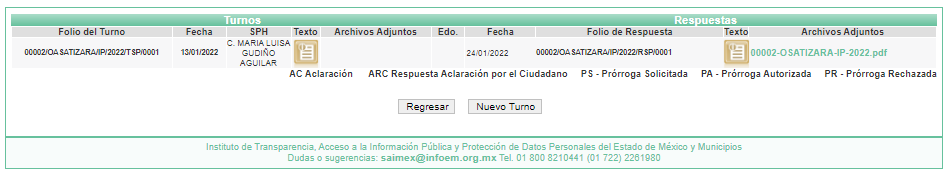 Turnos Respuestas
Folio del Turno Fecha SPH Texto Archivos Adjuntos Edo. Fecha Folio de Respuesta Texto Archivos Adjuntos
00002/OASATIZARA/IP/2022/TSP/0001 13/01/2022 C. MARIA LUISA GUDIÑO AGUILAR 24/01/2022 00002/OASATIZARA/IP/2022/RSP/0001 00002-OSATIZARA-IP-2022.pdf
AC Aclaración ARC Respuesta Aclaración por el Ciudadano PS - Prórroga Solicitada PA - Prórroga Autorizada PR - Prórroga Rechazada
Regresar Nuevo Turno
Instituto de Transparencia, Acceso a la Información Pública y Protección de Datos Personales del Estado de México y Municipios
Dudas o sugerencias: saimex@infoem.org.mx Tel. 01 800 8210441 (01 722) 2261980